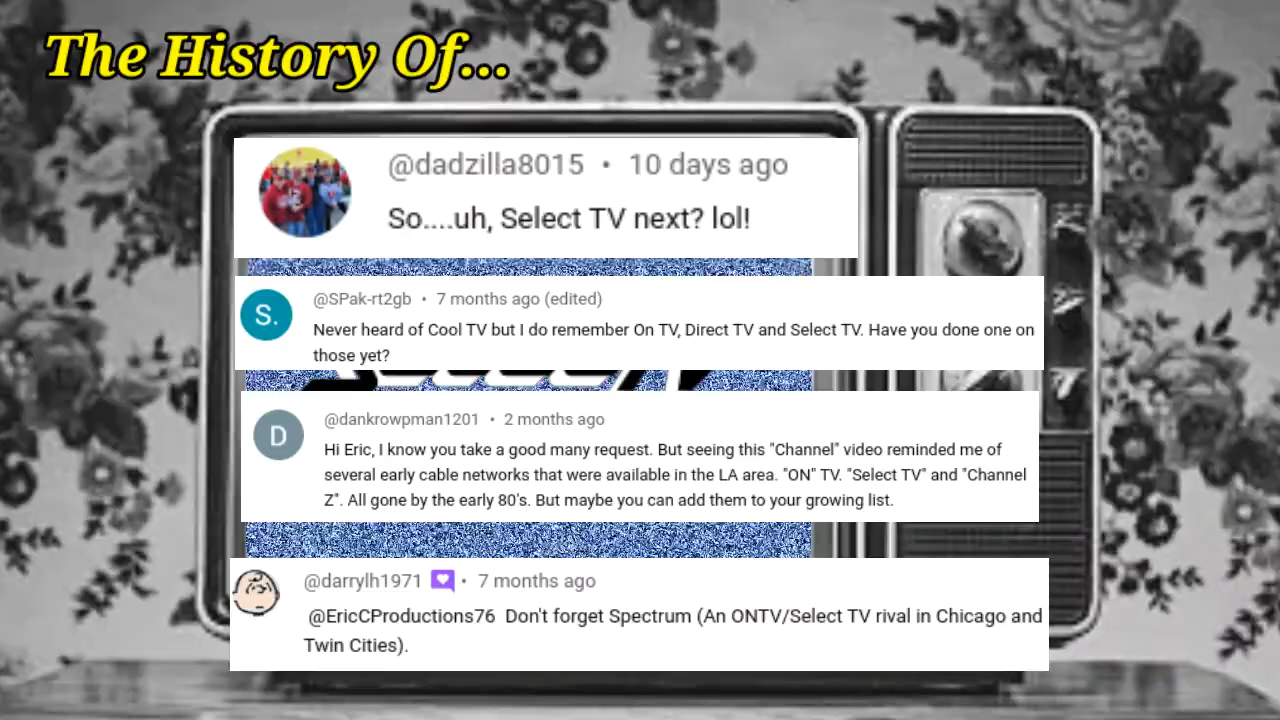 The History Of...
@dadzilla8015 • 10 days ago
So....uh, Select TV next? lol!
S.
@SPak-rt2gb • 7 months ago (edited)
Never heard of Cool TV but I do remember On TV, Direct TV and Select TV. Have you done one on
those yet?
D
@dankrowpman1201 • 2 months ago
Hi Eric, I know you take a good many request. But seeing this "Channel" video reminded me of
several early cable networks that were available in the LA area. "ON" TV. "Select TV" and "Channel
Z". All gone by the early 80's. But maybe you can add them to your growing list.
@darrylh1971 • 7 months ago
@EricCProductions76 Don't forget Spectrum (An ONTV/Select TV rival in Chicago and
Twin Cities).